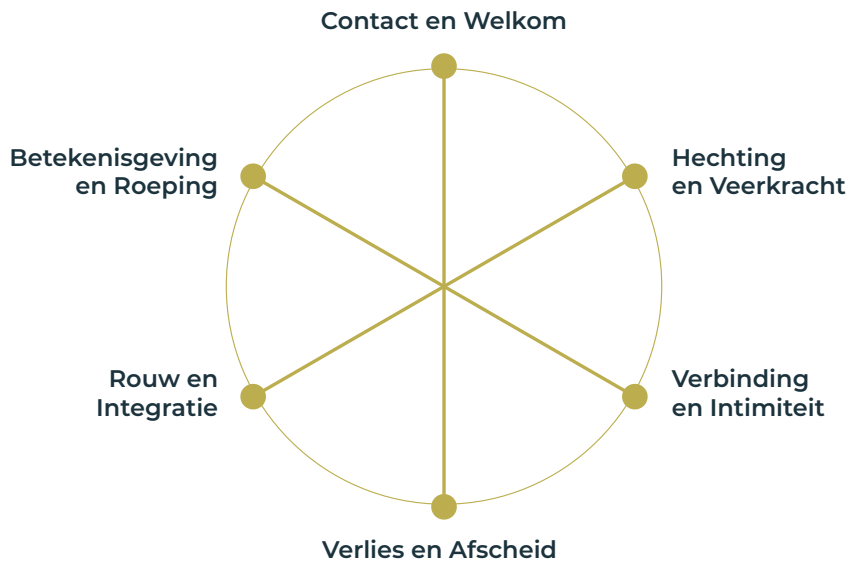 Contact en Welkom
Betekenisgeving
en Roeping
Hechting
en Veerkracht
Rouw en
Integratie
Verbinding
en Intimiteit
Verlies en Afscheid